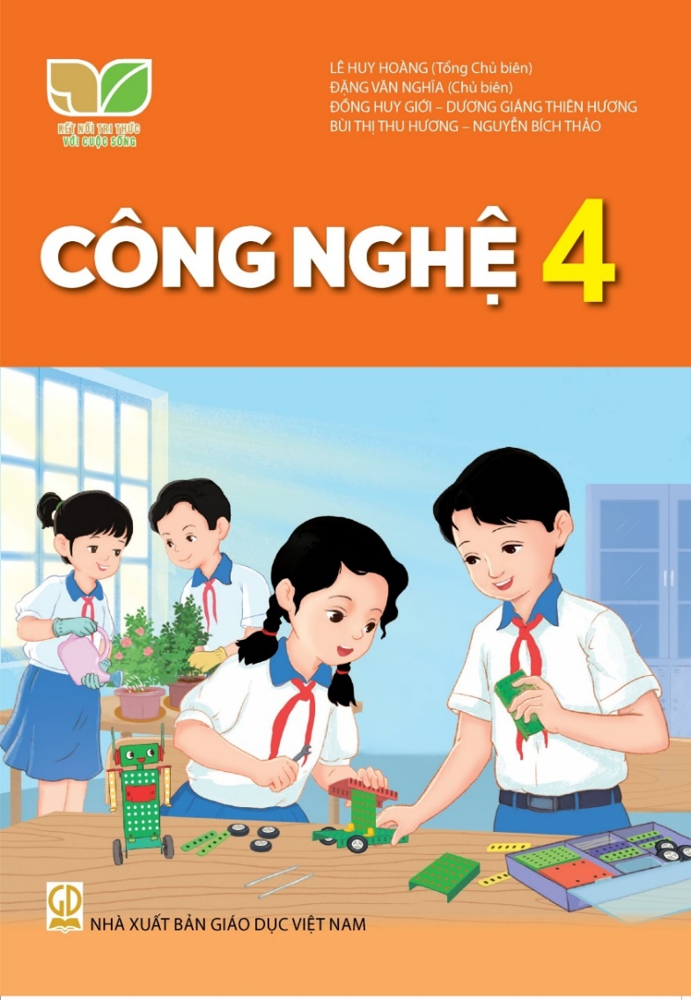 LÊ HUY HOÀNG (Tổng Chủ biên)
ĐẶNG VĂN NGHĨA (Chủ biên)
ĐỒNG HUY GIỚI – DƯƠNG GIÁNG THIÊN HƯƠNG
BÙI THỊ THU HƯƠNG – NGUYỄN BÍCH THẢO
KẾT NỐI TRI THỨC
VỚI CUỘC SỐNG
CÔNG NGHỆ 4
GD
NHÀ XUẤT BẢN GIÁO DỤC VIỆT NAM